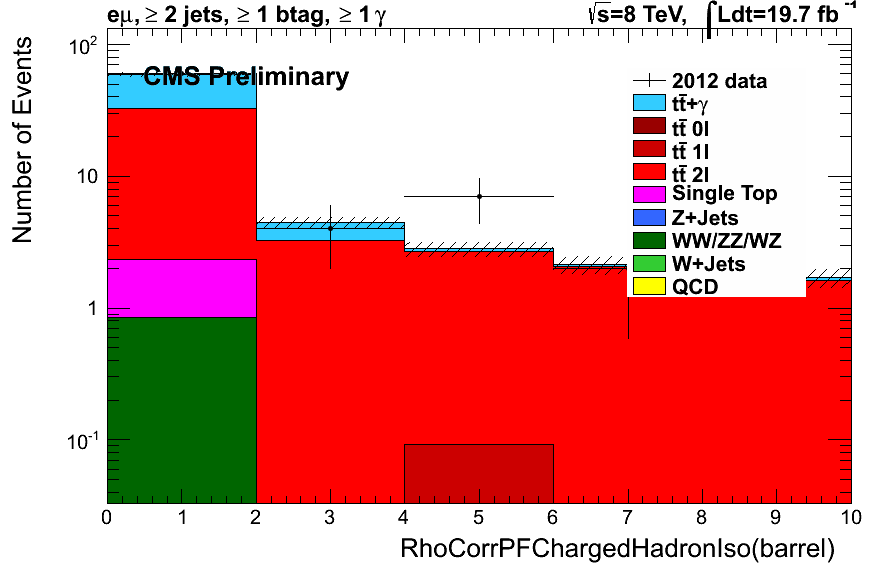 eμ, ≥ 2 jets, ≥ 1 btag, ≥ 1 γ
√s=8 TeV, ∫Ldt=19.7 fb⁻¹
CMS Preliminary
Number of Events
10²
10
1
10⁻¹
2012 data
tt̄+γ
tt̄ 0l
tt̄ 1l
tt̄ 2l
Single Top
Z+Jets
WW/ZZ/WZ
W+Jets
QCD
0 1 2 3 4 5 6 7 8 9 10
RhoCorrPFChargedHadronIso(barrel)